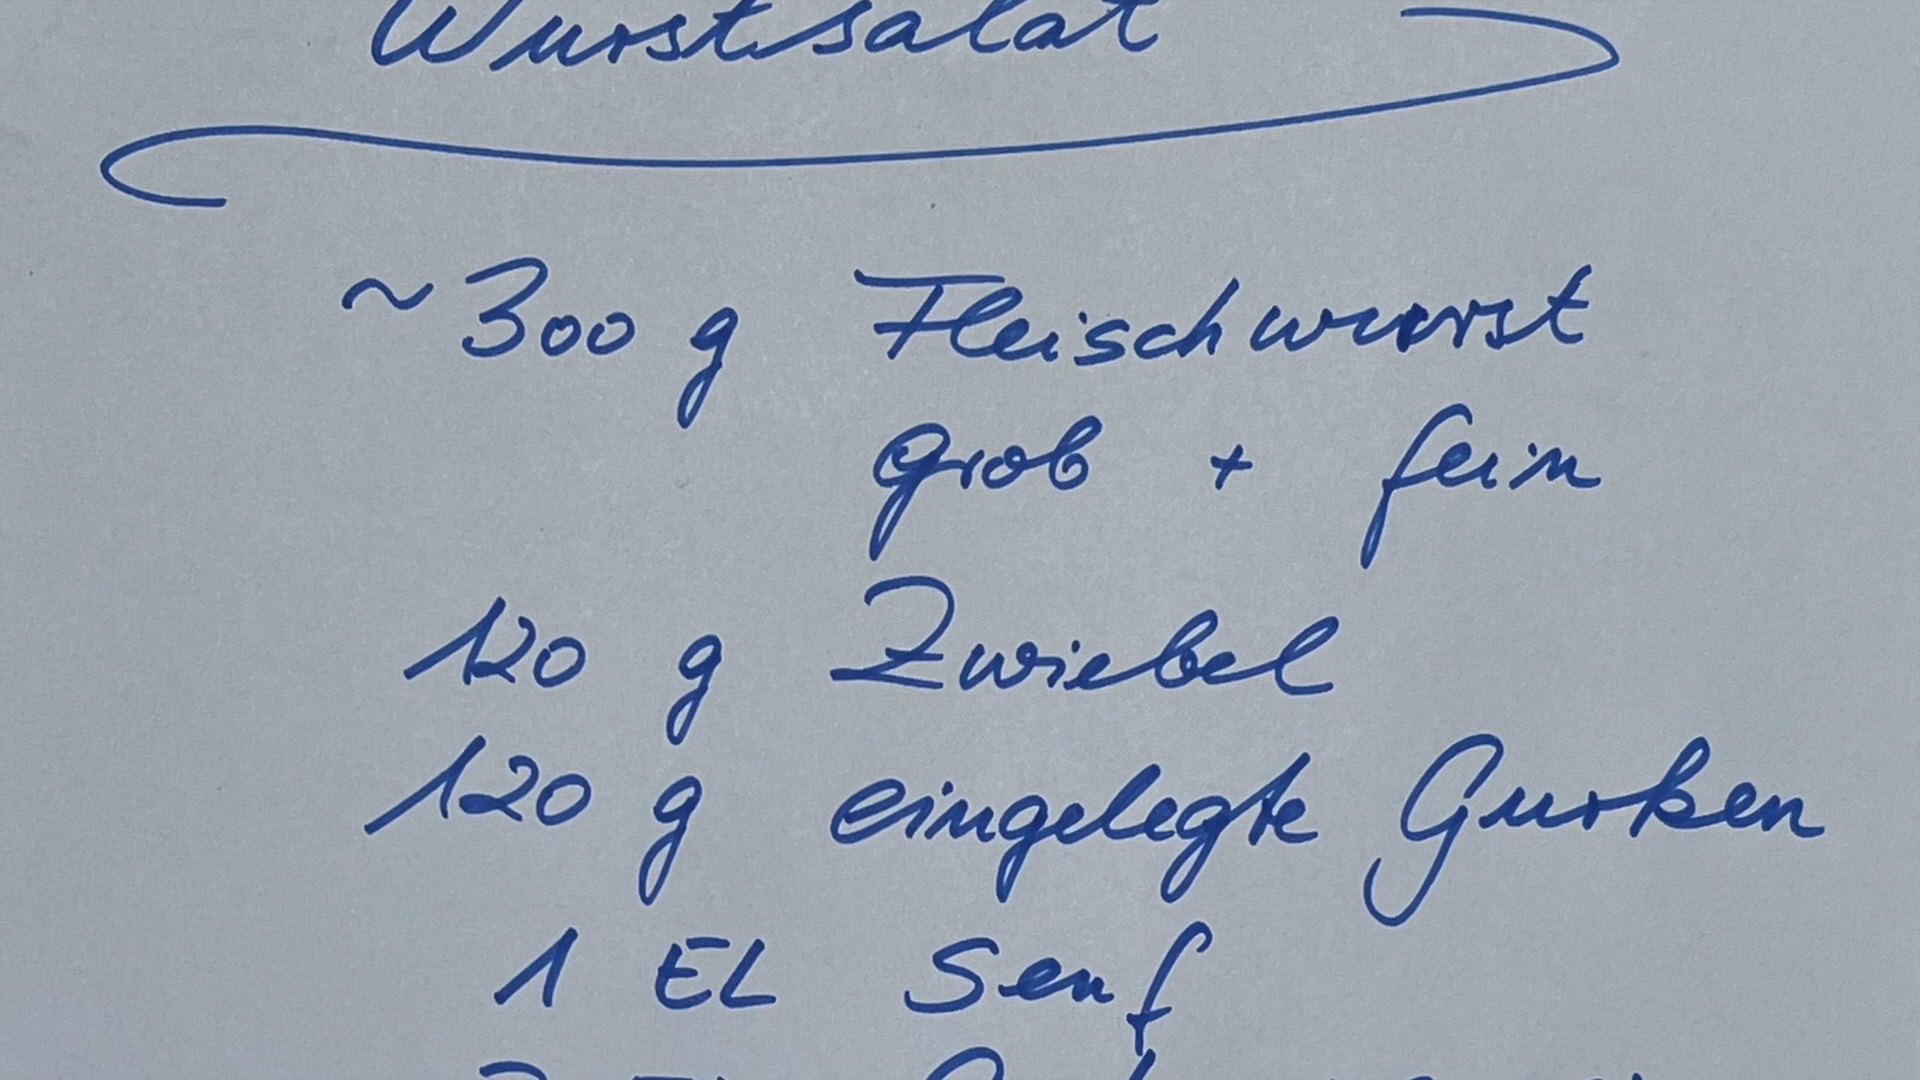 Wurstsalat
~300 g Fleischwurst
grob + fein
120 g Zwiebel
120 g eingelegte Gurken
1 EL Senf